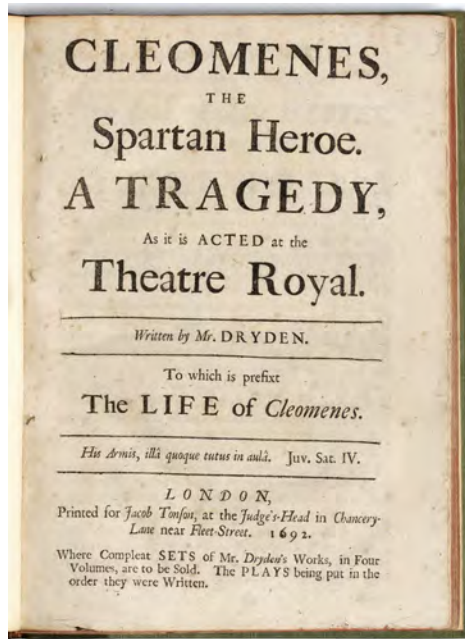 CLEOMENES,
THE
Spartan Heroe.
A TRAGEDY,
As it is ACTED at the
Theatre Royal.
Written by Mr. DRYDEN.
To which is prefixt
The LIFE of Cleomenes.
His Armis, illâ quoque tutus in aulâ. Juv. Sat. IV.
LONDON,
Printed for Jacob Tonson, at the Judge's-Head in Chancery-
Lane near Fleet-Street. 1692.
Where Compleat SETS of Mr. Dryden's Works, in Four
Volumes, are to be Sold. The PLAYS being put in the
order they were Written.